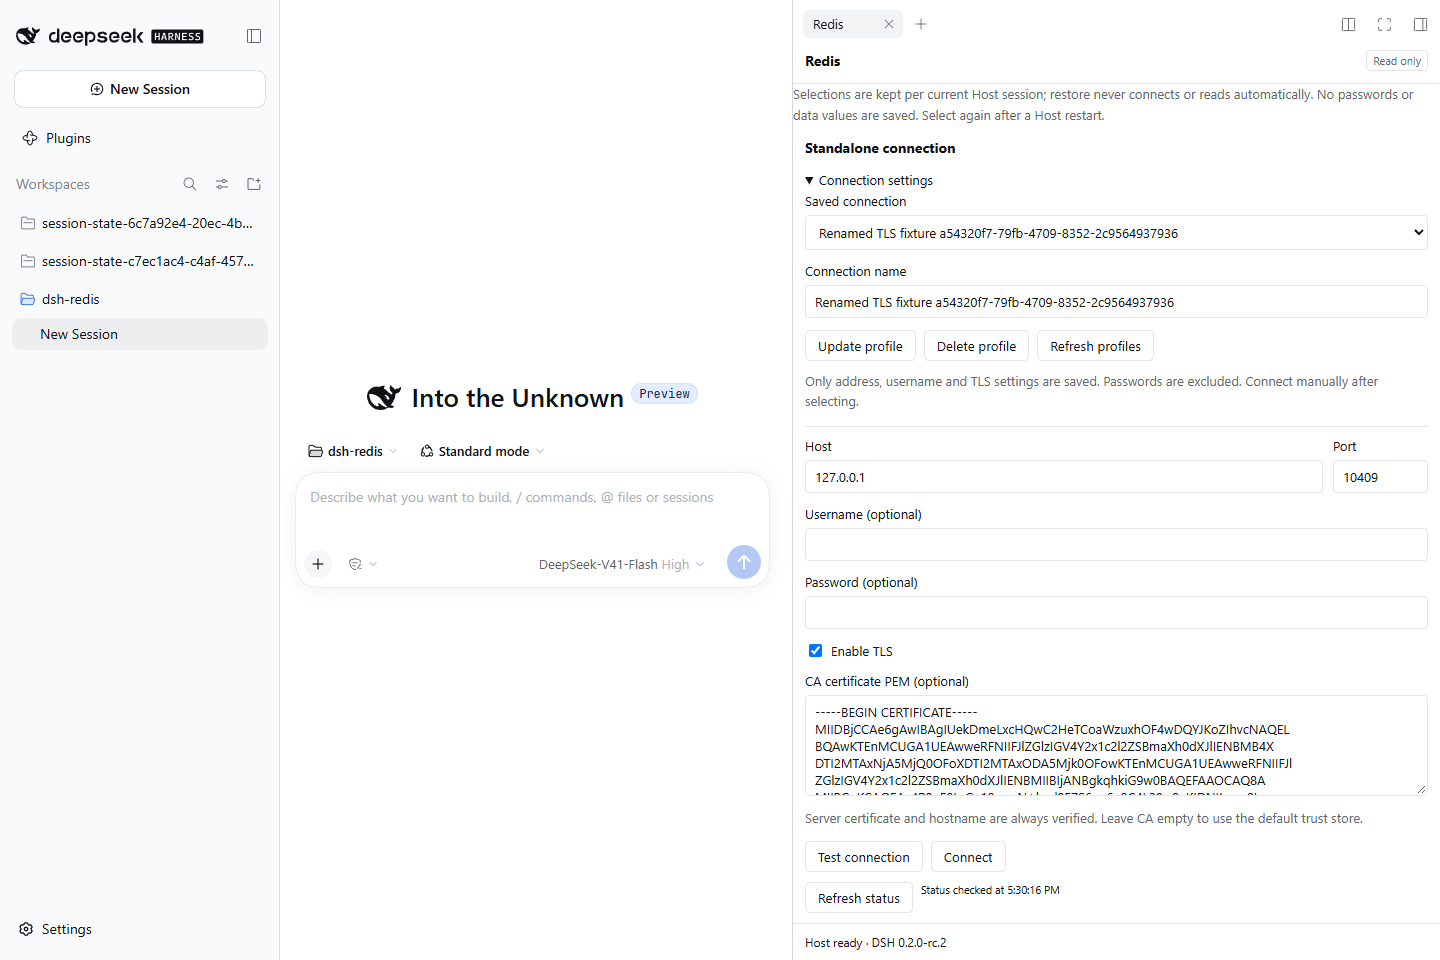 deepseek HARNESS
New Session
Plugins
Workspaces
session-state-6c7a92e4-20ec-4b...
session-state-c7ec1ac4-c4af-457...
dsh-redis
New Session
Settings
Into the Unknown Preview
dsh-redis Standard mode
Describe what you want to build, / commands, @ files or sessions
DeepSeek-V41-Flash High
Redis
Redis
Read only
Selections are kept per current Host session; restore never connects or reads automatically. No passwords or
data values are saved. Select again after a Host restart.
Standalone connection
Connection settings
Saved connection
Renamed TLS fixture a54320f7-79fb-4709-8352-2c9564937936
Connection name
Renamed TLS fixture a54320f7-79fb-4709-8352-2c9564937936
Update profile Delete profile Refresh profiles
Only address, username and TLS settings are saved. Passwords are excluded. Connect manually after
selecting.
Host Port
127.0.0.1 10409
Username (optional)
Password (optional)
Enable TLS
CA certificate PEM (optional)
-----BEGIN CERTIFICATE-----
MIIDBjCCAe6gAwIBAgIUekDmeLxcHQwC2HeTCoaWzuxhOF4wDQYJKoZIhvcNAQEL
BQAwKTEnMCUGA1UEAwweRFNIIFJlZGlzIGV4Y2x1c2l2ZSBmaXh0dXJlIENBMB4X
DTI2MTAxNjA5MjQ0OFoXDTI2MTAxODA5Mjk0OFowKTEnMCUGA1UEAwweRFNIIFJl
ZGlzIGV4Y2x1c2l2ZSBmaXh0dXJlIENBMIIBIjANBgkqhkiG9w0BAQEFAAOCAQ8A
Server certificate and hostname are always verified. Leave CA empty to use the default trust store.
Test connection Connect
Refresh status Status checked at 5:30:16 PM
Host ready · DSH 0.2.0-rc.2